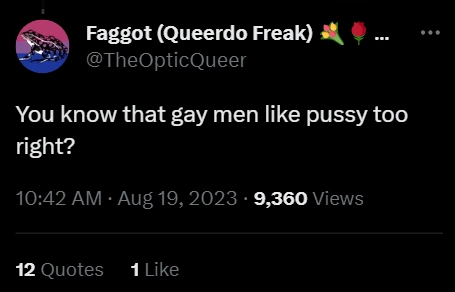 Faggot (Queerdo Freak) 💐🌹 ...
@TheOpticQueer
You know that gay men like pussy too
right?
10:42 AM · Aug 19, 2023 · 9,360 Views
12 Quotes 1 Like